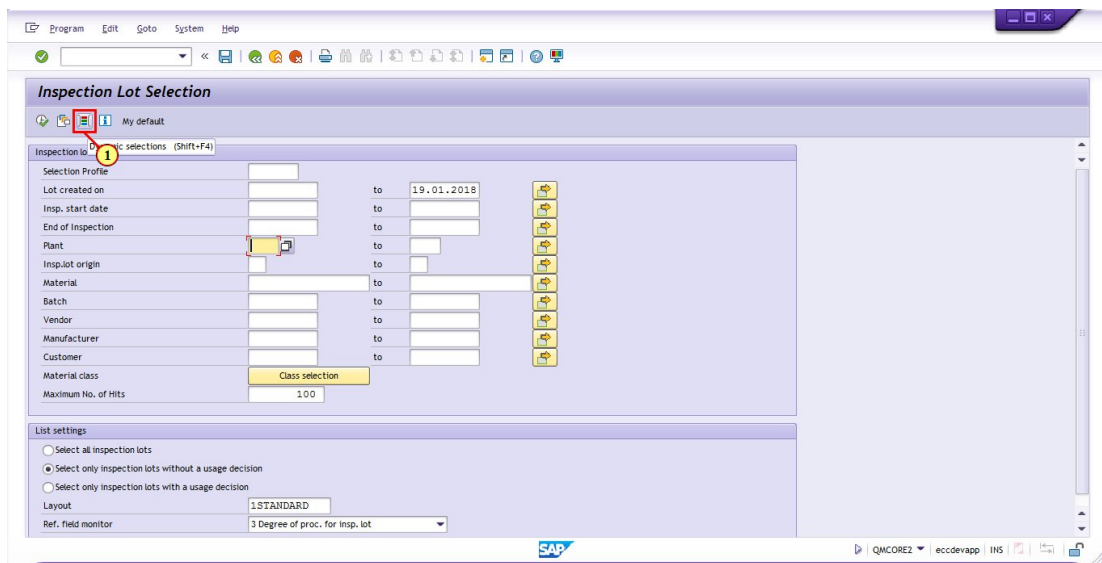 Program Edit Goto System Help
Inspection Lot Selection
My default
Inspection lo
ic selections (Shift+F4)
1
Selection Profile
Lot created on to 19.01.2018
Insp. start date to
End of Inspection to
Plant to
Insp.lot origin to
Material to
Batch to
Vendor to
Manufacturer to
Customer to
Material class Class selection
Maximum No. of Hits 100
List settings
Select all inspection lots
Select only inspection lots without a usage decision
Select only inspection lots with a usage decision
Layout 1STANDARD
Ref. field monitor 3 Degree of proc. for insp. lot
SAP QMCORE2 eccdevapp INS